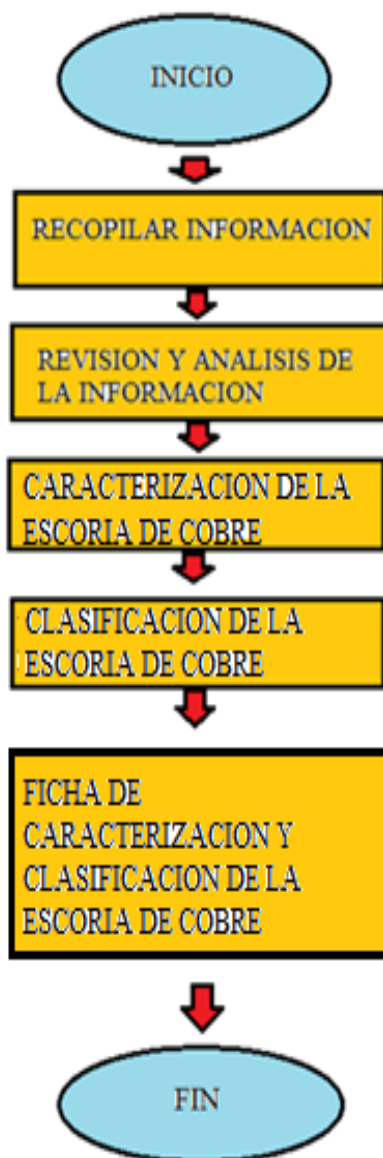 INICIO
RECOPILAR INFORMACION
REVISION Y ANALISIS DE
LA INFORMACION
CARACTERIZACION DE LA
ESCORIA DE COBRE
CLASIFICACION DE LA
ESCORIA DE COBRE
FICHA DE
CARACTERIZACION Y
CLASIFICACION DE LA
ESCORIA DE COBRE
FIN